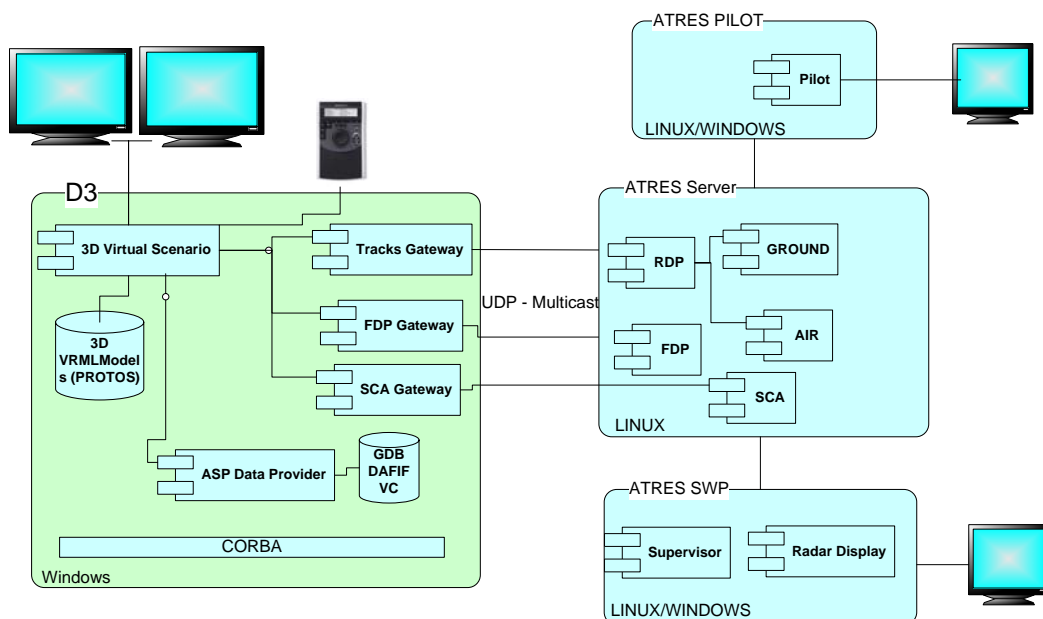 ATRES PILOT
Pilot
LINUX/WINDOWS
D3
3D Virtual Scenario
Tracks Gateway
FDP Gateway
SCA Gateway
3D
VRMLModel
s (PROTOS)
ASP Data Provider
GDB
DAFIF
VC
CORBA
Windows
UDP - Multicast
ATRES Server
RDP
GROUND
FDP
AIR
SCA
LINUX
ATRES SWP
Supervisor
Radar Display
LINUX/WINDOWS